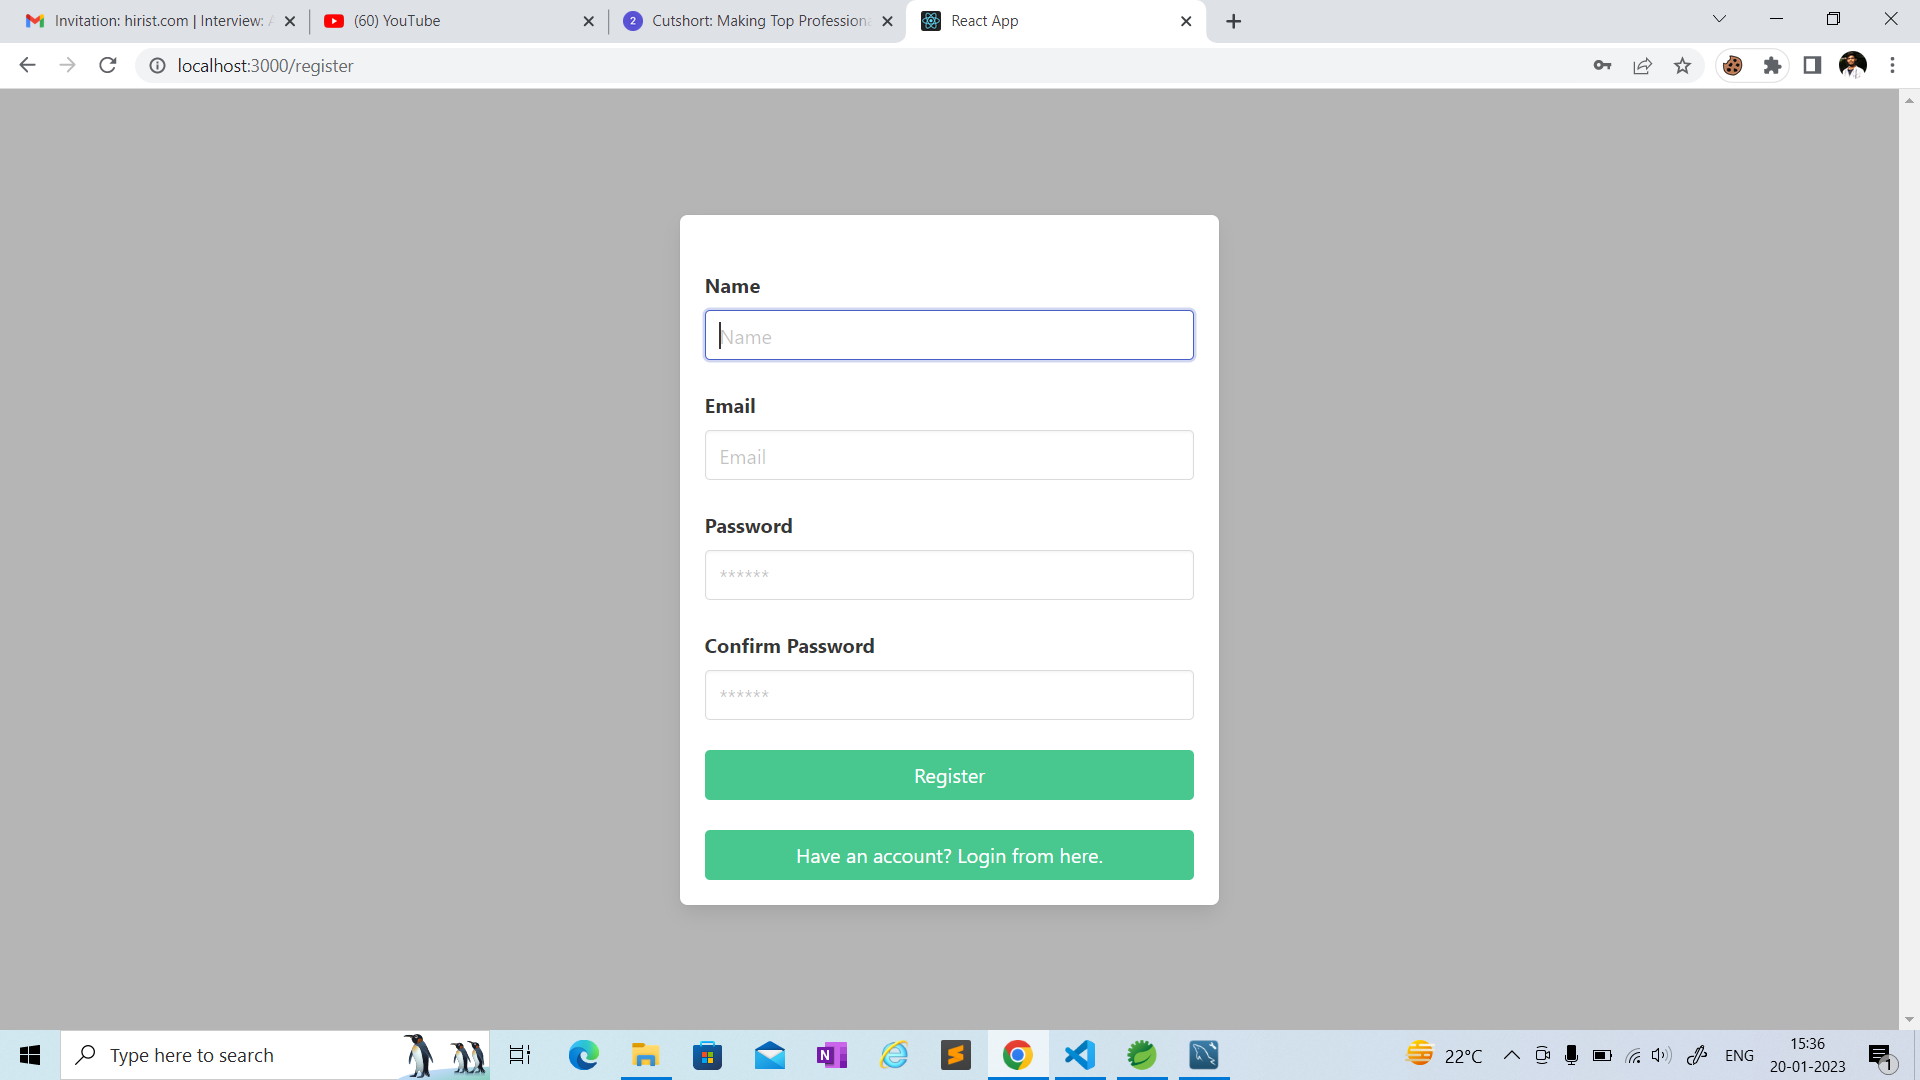 Invitation: hirist.com | Interview:
(60) YouTube
2 Cutshort: Making Top Profession
React App
localhost:3000/register
Name
Name
Email
Email
Password
******
Confirm Password
******
Register
Have an account? Login from here.
Type here to search
N
22°C
ENG
15:36
20-01-2023
1